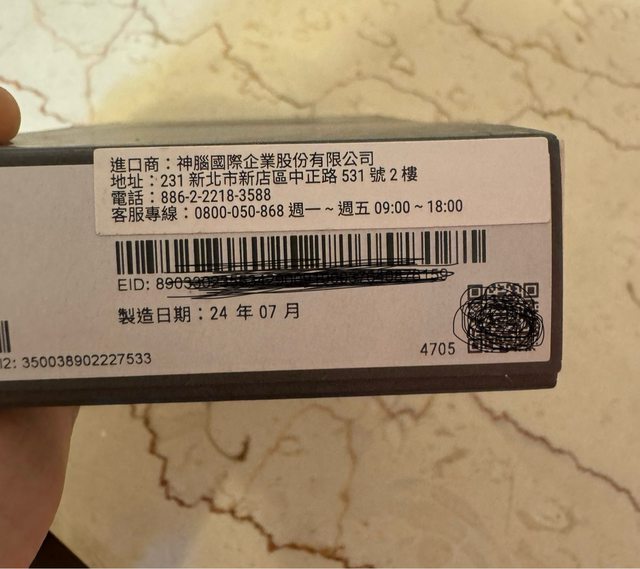 進口商：神腦國際企業股份有限公司
地址：231 新北市新店區中正路 531 號 2 樓
電話：886-2-2218-3588
客服專線：0800-050-868 週一 ~ 週五 09:00 ~ 18:00
EID:
製造日期：24 年 07 月
4705
I2: 350038902227533